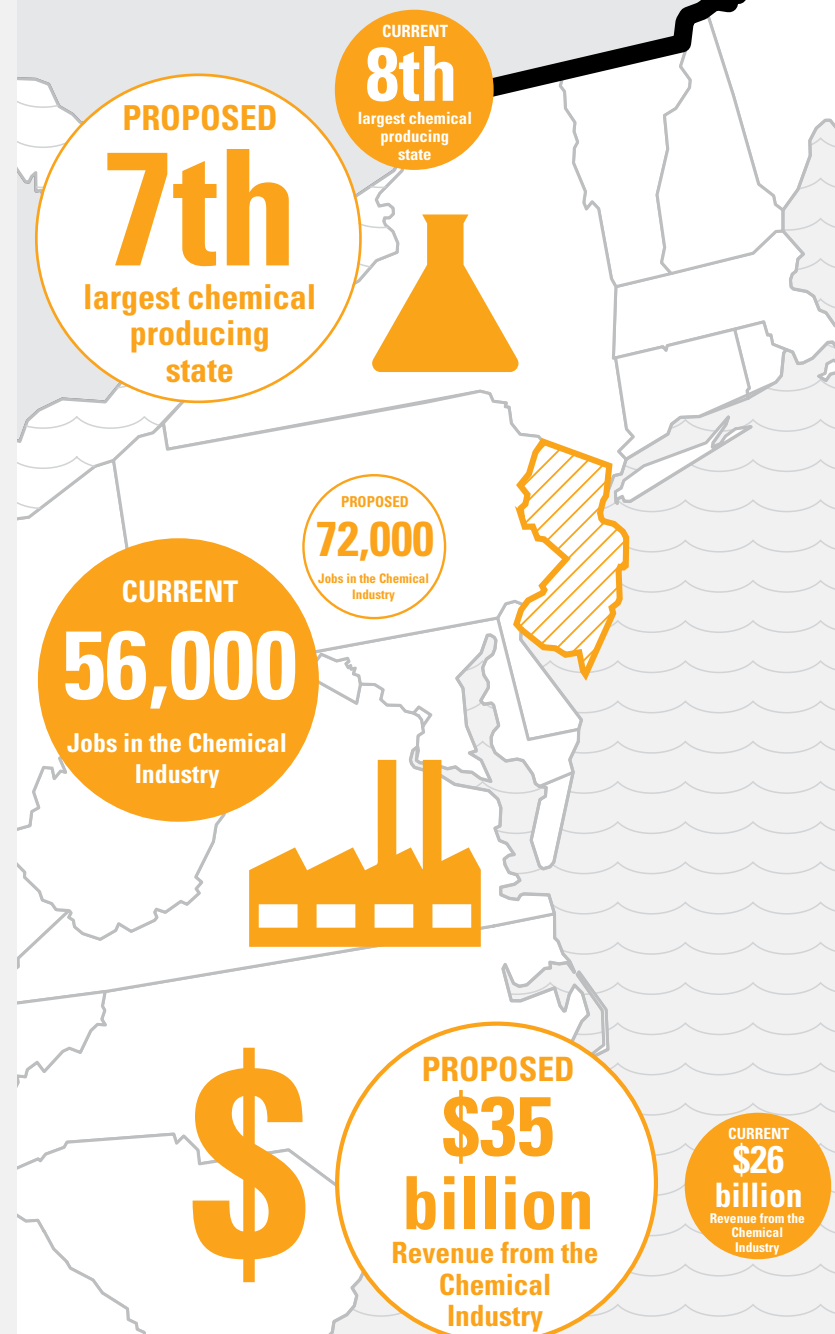 CURRENT
8th
largest chemical
producing
state
PROPOSED
7th
largest chemical
producing
state
PROPOSED
72,000
Jobs in the Chemical
Industry
CURRENT
56,000
Jobs in the Chemical
Industry
$
PROPOSED
$35
billion
Revenue from the
Chemical
Industry
CURRENT
$26
billion
Revenue from the
Chemical
Industry